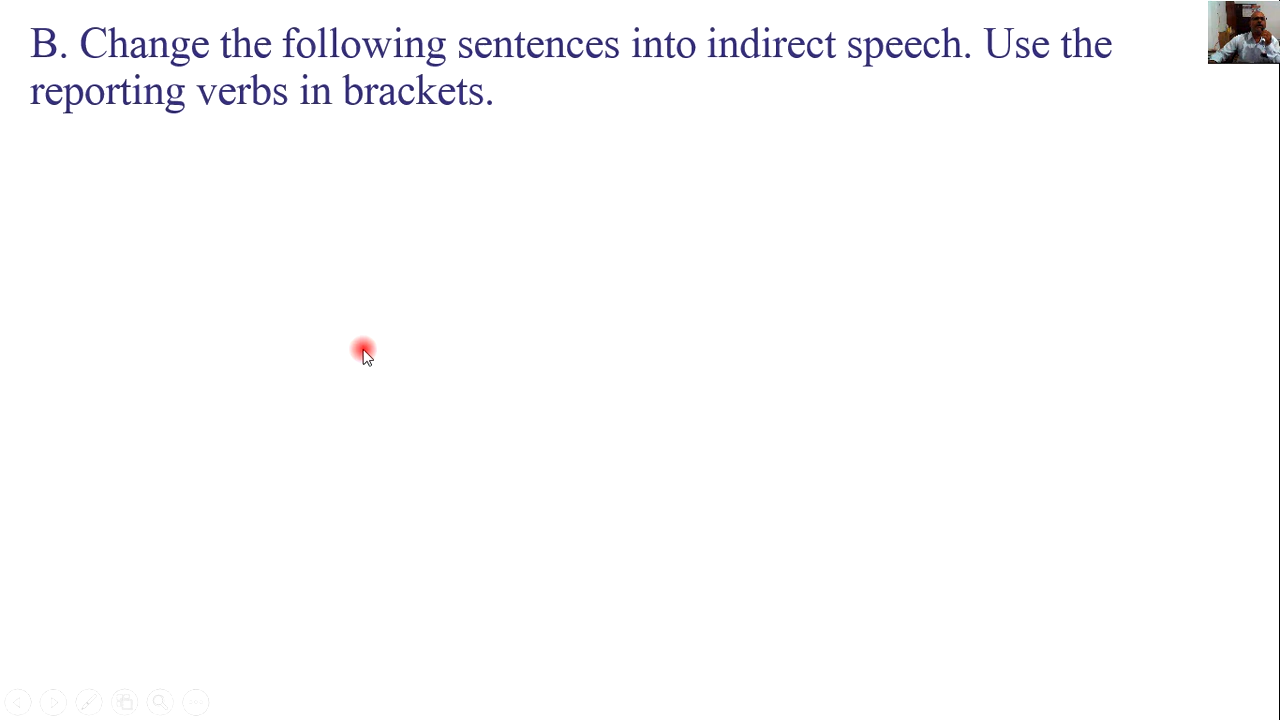 B. Change the following sentences into indirect speech. Use the
reporting verbs in brackets.